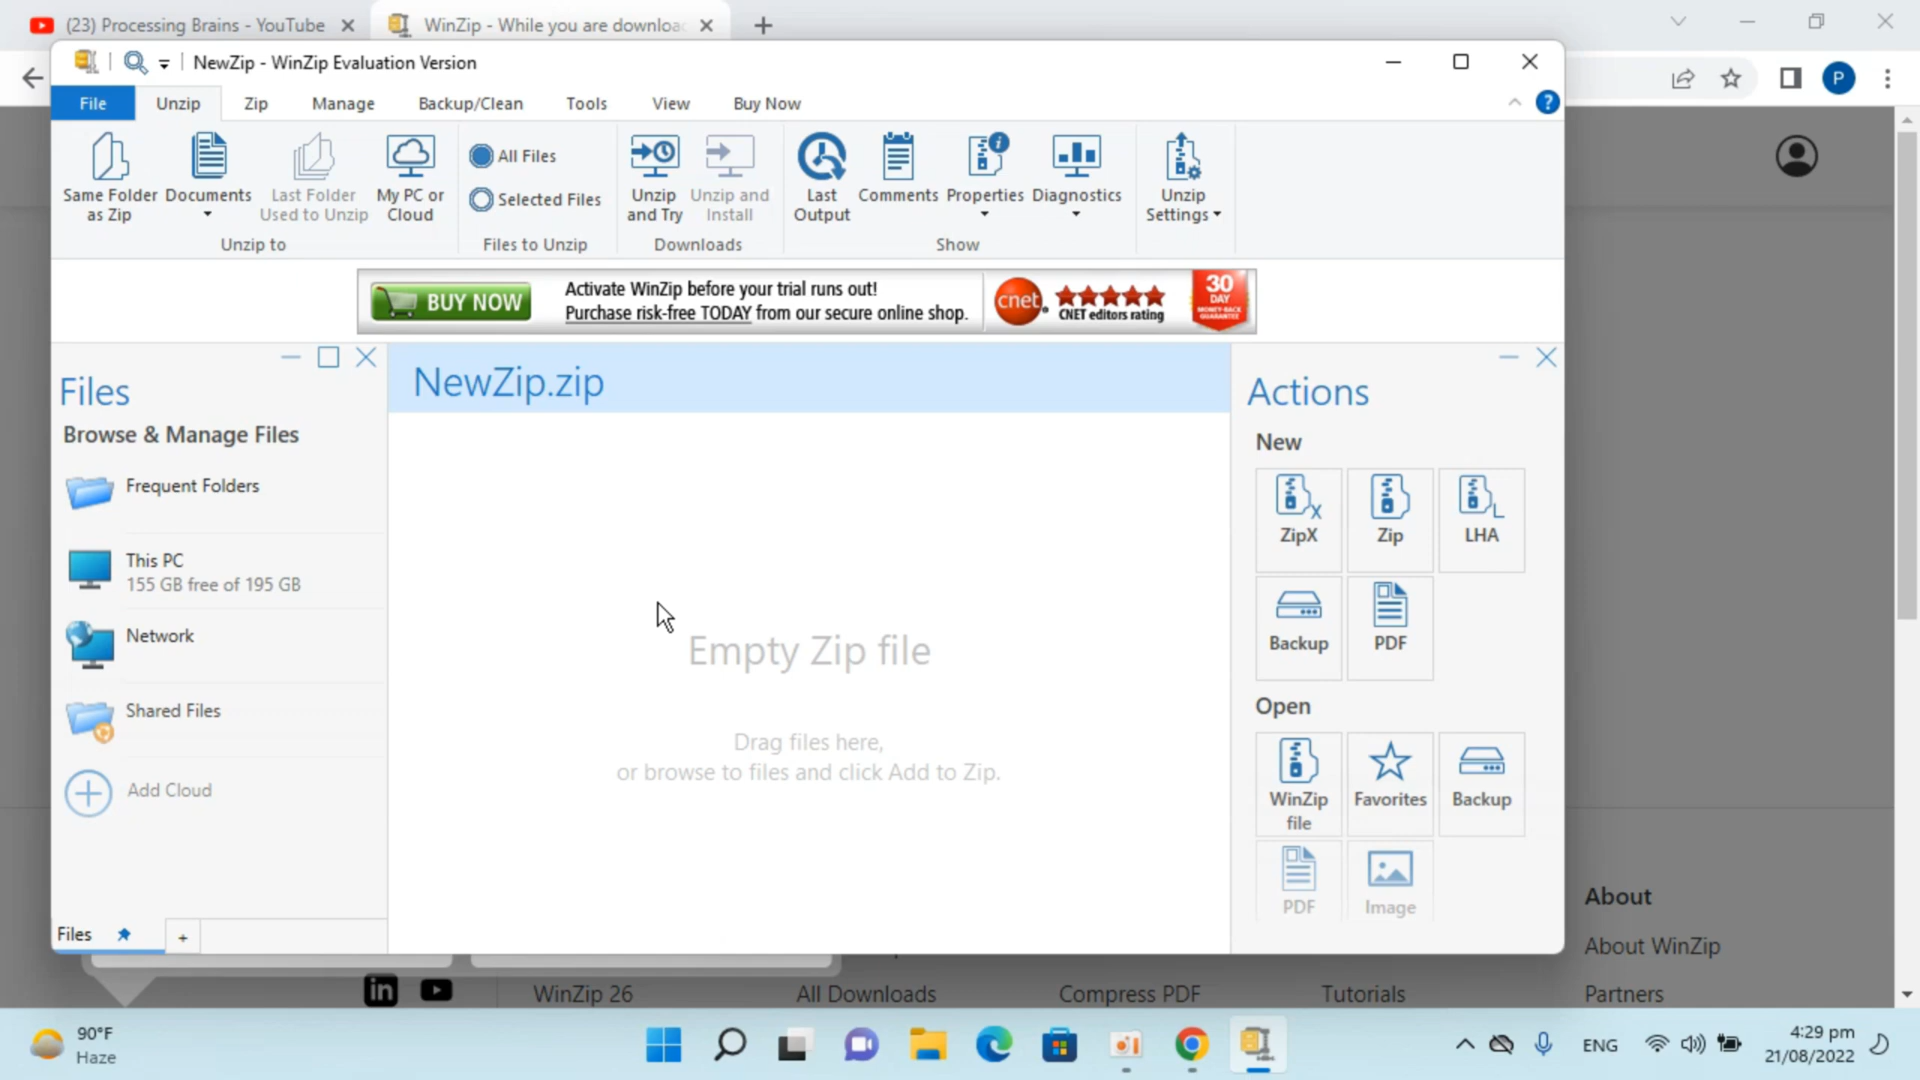 (23) Processing Brains - YouTube
WinZip - While you are downloa
P
NewZip - WinZip Evaluation Version
File
Unzip
Zip
Manage
Backup/Clean
Tools
View
Buy Now
?
Same Folder
as Zip
Documents
Last Folder
Used to Unzip
My PC or
Cloud
Unzip to
All Files
Selected Files
Files to Unzip
Unzip
and Try
Unzip and
Install
Downloads
Last
Output
Comments
Properties
Diagnostics
Show
Unzip
Settings
BUY NOW
Activate WinZip before your trial runs out!
Purchase risk-free TODAY from our secure online shop.
cnet
CNET editors rating
30
DAY
MONEY-BACK
GUARANTEE
Files
Browse & Manage Files
Frequent Folders
This PC
155 GB free of 195 GB
Network
Shared Files
Add Cloud
Files
+
NewZip.zip
Empty Zip file
Drag files here,
or browse to files and click Add to Zip.
Actions
New
ZipX
Zip
LHA
Backup
PDF
Open
WinZip
file
Favorites
Backup
PDF
Image
About
About WinZip
in
WinZip 26
All Downloads
Compress PDF
Tutorials
Partners
90°F
Haze
ENG
4:29 pm
21/08/2022